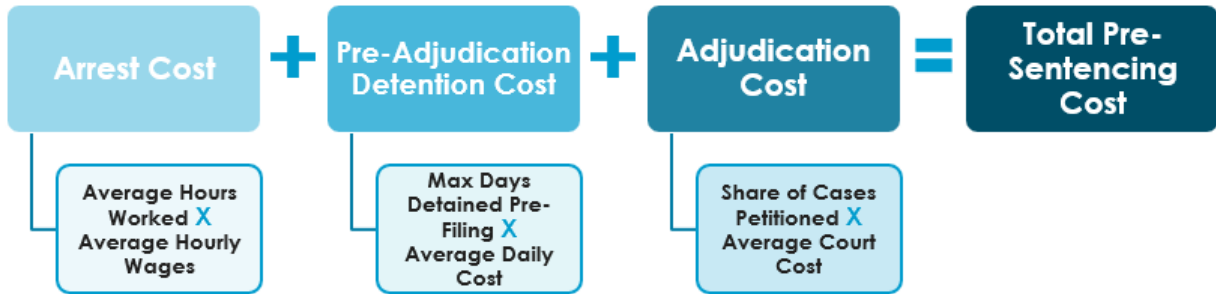 Arrest Cost
+
Pre-Adjudication
Detention Cost
+
Adjudication
Cost
=
Total Pre-
Sentencing
Cost
Average Hours
Worked X
Average Hourly
Wages
Max Days
Detained Pre-
Filing X
Average Daily
Cost
Share of Cases
Petitioned X
Average Court
Cost